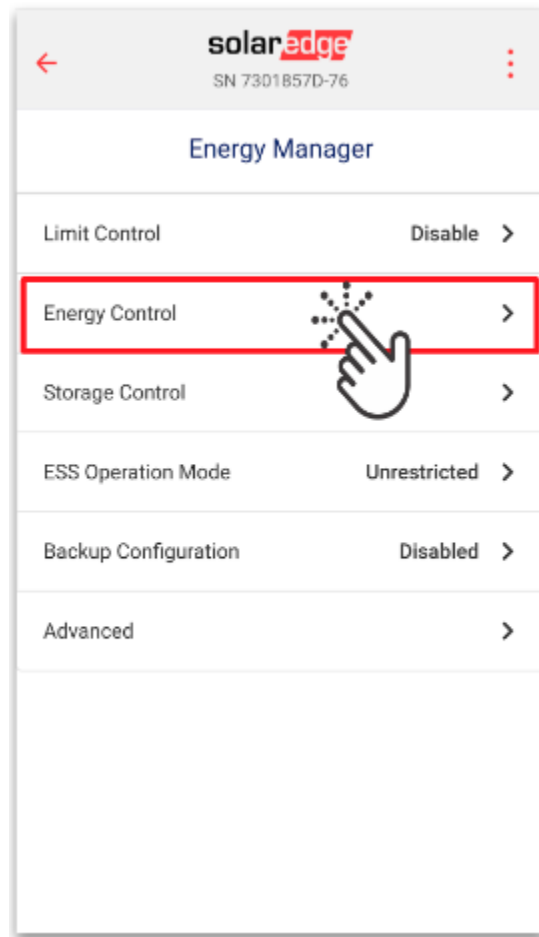 solaredge
SN 7301857D-76
Energy Manager
Limit Control Disable
Energy Control
Storage Control
ESS Operation Mode Unrestricted
Backup Configuration Disabled
Advanced